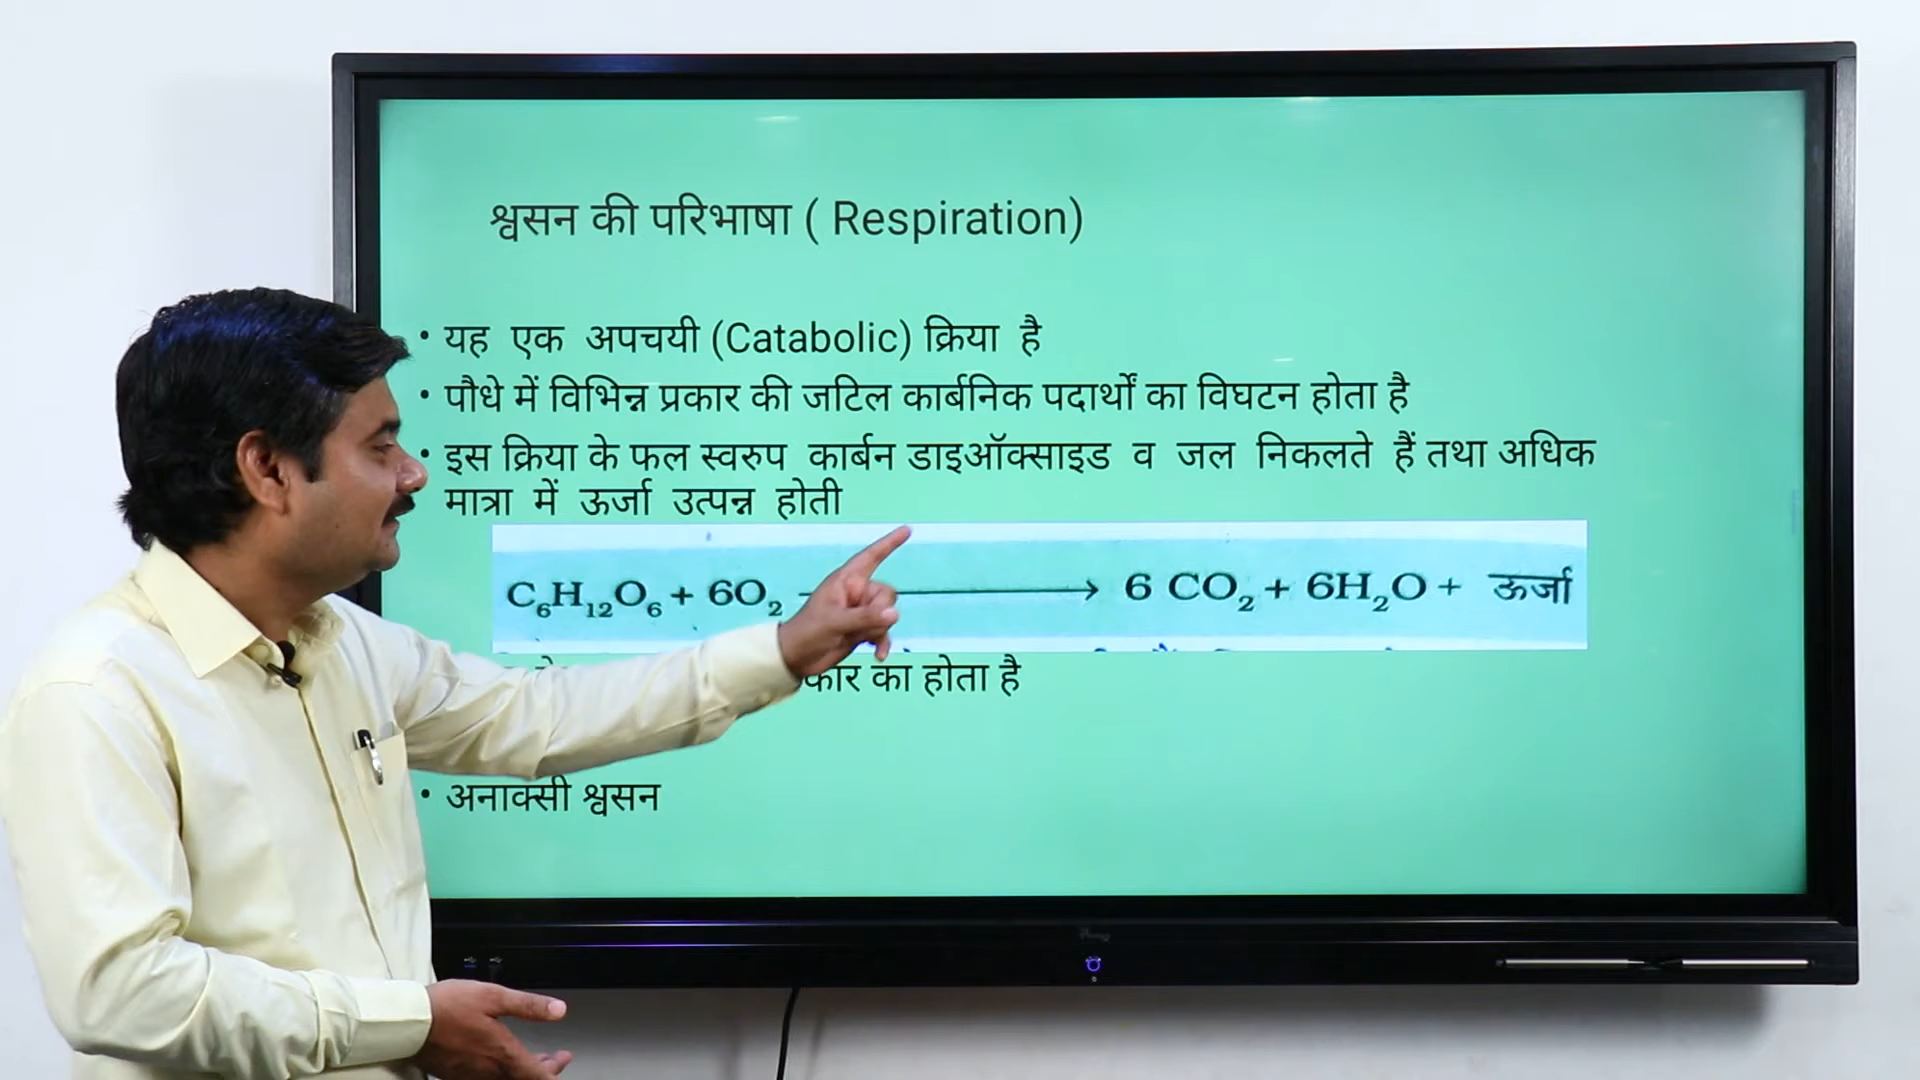 श्वसन की परिभाषा ( Respiration)
• यह एक अपचयी (Catabolic) क्रिया है
• पौधे में विभिन्न प्रकार की जटिल कार्बनिक पदार्थों का विघटन होता है
• इस क्रिया के फल स्वरुप कार्बन डाइऑक्साइड व जल निकलते हैं तथा अधिक
मात्रा में ऊर्जा उत्पन्न होती
C₆H₁₂O₆ + 6O₂ → 6 CO₂ + 6H₂O + ऊर्जा
का होता है
• अनाक्सी श्वसन